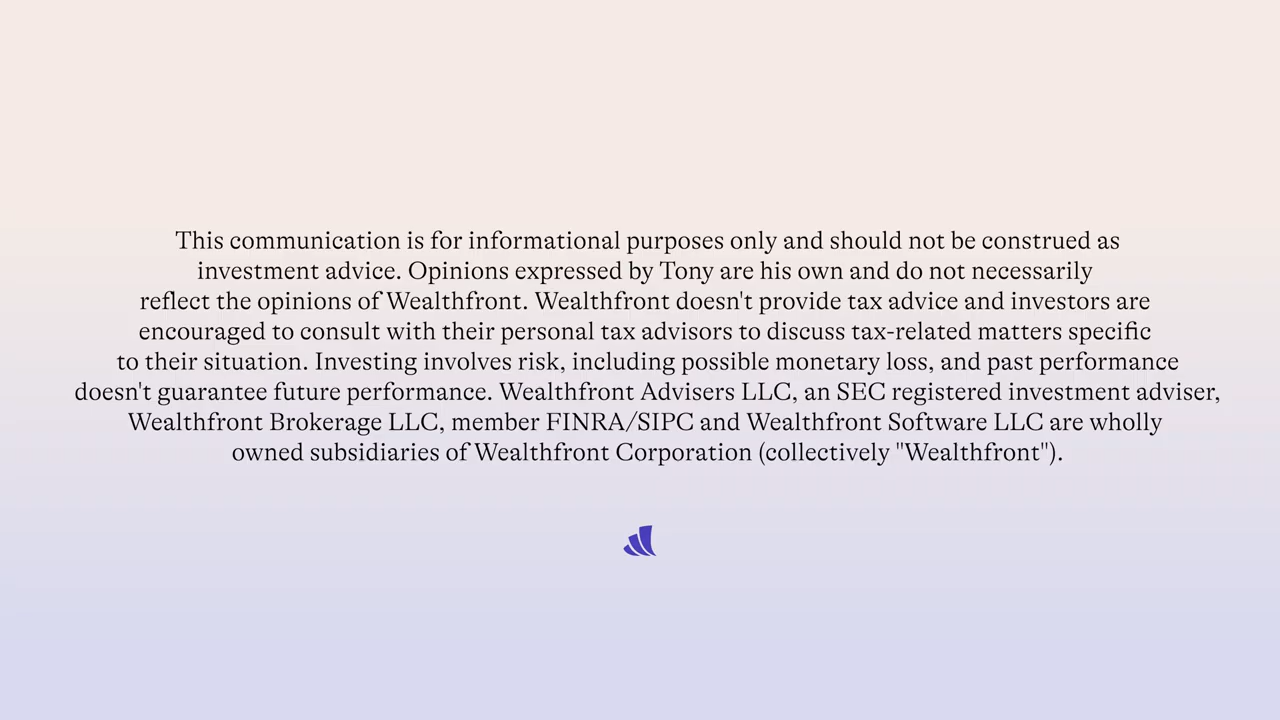 This communication is for informational purposes only and should not be construed as
investment advice. Opinions expressed by Tony are his own and do not necessarily
reflect the opinions of Wealthfront. Wealthfront doesn't provide tax advice and investors are
encouraged to consult with their personal tax advisors to discuss tax-related matters specific
to their situation. Investing involves risk, including possible monetary loss, and past performance
doesn't guarantee future performance. Wealthfront Advisers LLC, an SEC registered investment adviser,
Wealthfront Brokerage LLC, member FINRA/SIPC and Wealthfront Software LLC are wholly
owned subsidiaries of Wealthfront Corporation (collectively "Wealthfront").